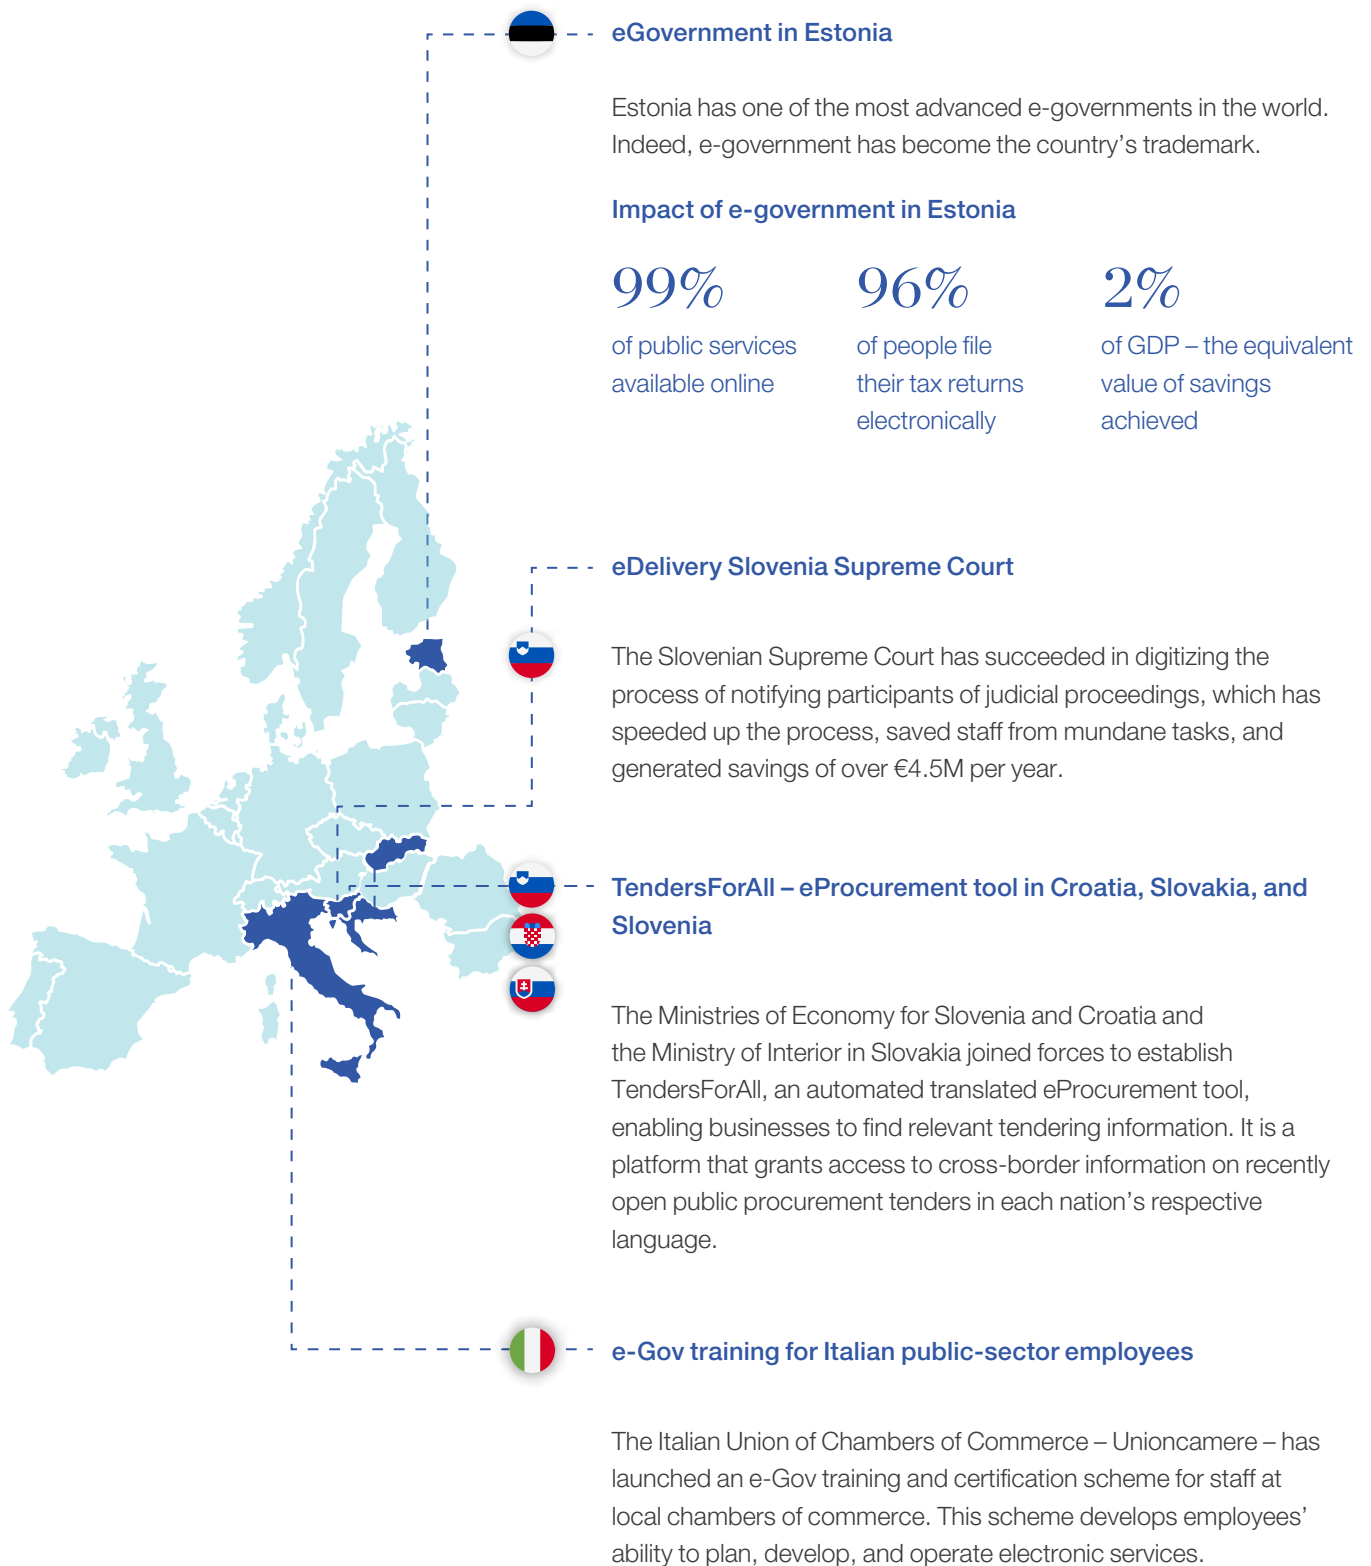 eGovernment in Estonia
Estonia has one of the most advanced e-governments in the world.
Indeed, e-government has become the country’s trademark.
Impact of e-government in Estonia
99%
of public services
available online
96%
of people file
their tax returns
electronically
2%
of GDP – the equivalent
value of savings
achieved
eDelivery Slovenia Supreme Court
The Slovenian Supreme Court has succeeded in digitizing the
process of notifying participants of judicial proceedings, which has
speeded up the process, saved staff from mundane tasks, and
generated savings of over €4.5M per year.
TendersForAll – eProcurement tool in Croatia, Slovakia, and
Slovenia
The Ministries of Economy for Slovenia and Croatia and
the Ministry of Interior in Slovakia joined forces to establish
TendersForAll, an automated translated eProcurement tool,
enabling businesses to find relevant tendering information. It is a
platform that grants access to cross-border information on recently
open public procurement tenders in each nation’s respective
language.
e-Gov training for Italian public-sector employees
The Italian Union of Chambers of Commerce – Unioncamere – has
launched an e-Gov training and certification scheme for staff at
local chambers of commerce. This scheme develops employees’
ability to plan, develop, and operate electronic services.